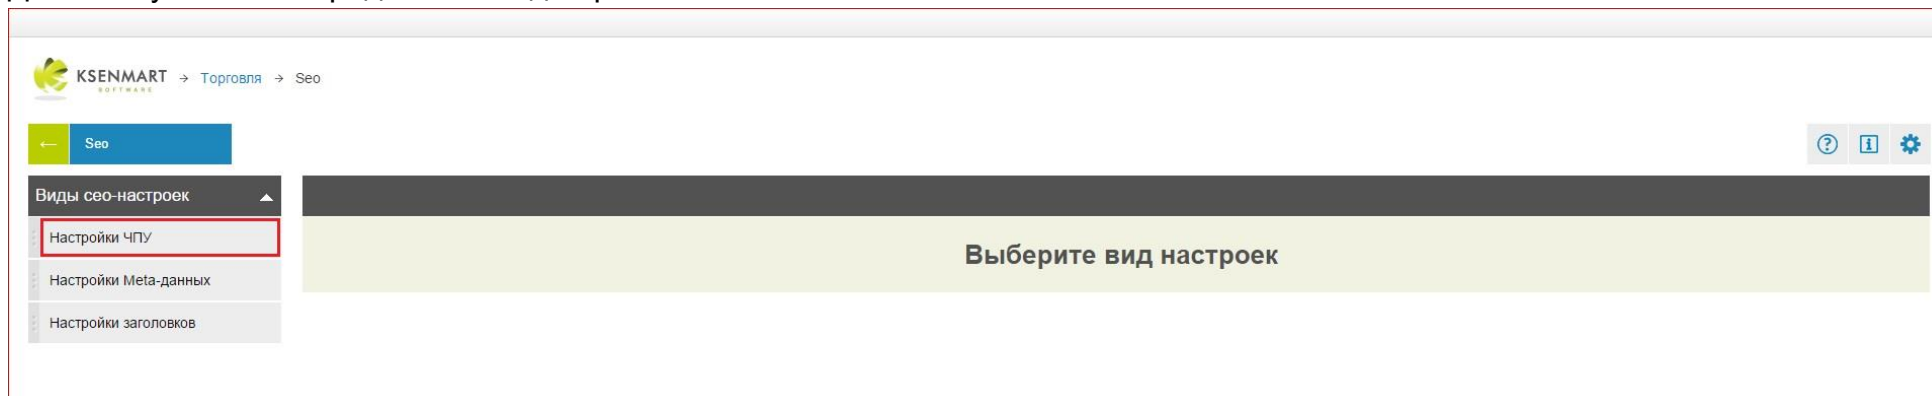 KSENMART → Торговля → Seo
SOFTWARE
← Seo
Виды сео-настроек
Настройки ЧПУ
Выберите вид настроек
Настройки Meta-данных
Настройки заголовков